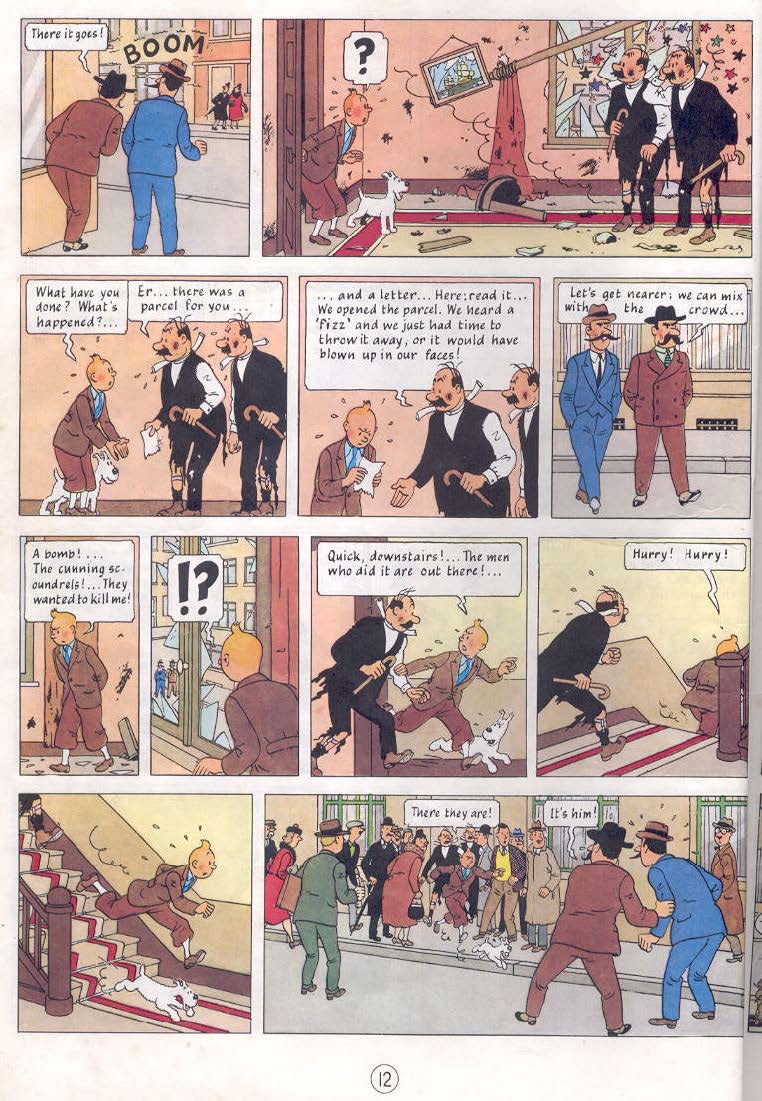 There it goes!
BOOM
?
What have you
done? What's
happened?...
Er... there was a
parcel for you...
... and a letter... Here: read it...
We opened the parcel. We heard a
'fizz' and we just had time to
throw it away, or it would have
blown up in our faces!
Let's get nearer; we can mix
with the crowd...
A bomb!...
The cunning sc-
oundrels!... They
wanted to kill me!
!?
Quick, downstairs!... The men
who did it are out there!...
Hurry! Hurry!
There they are!
It's him!
12